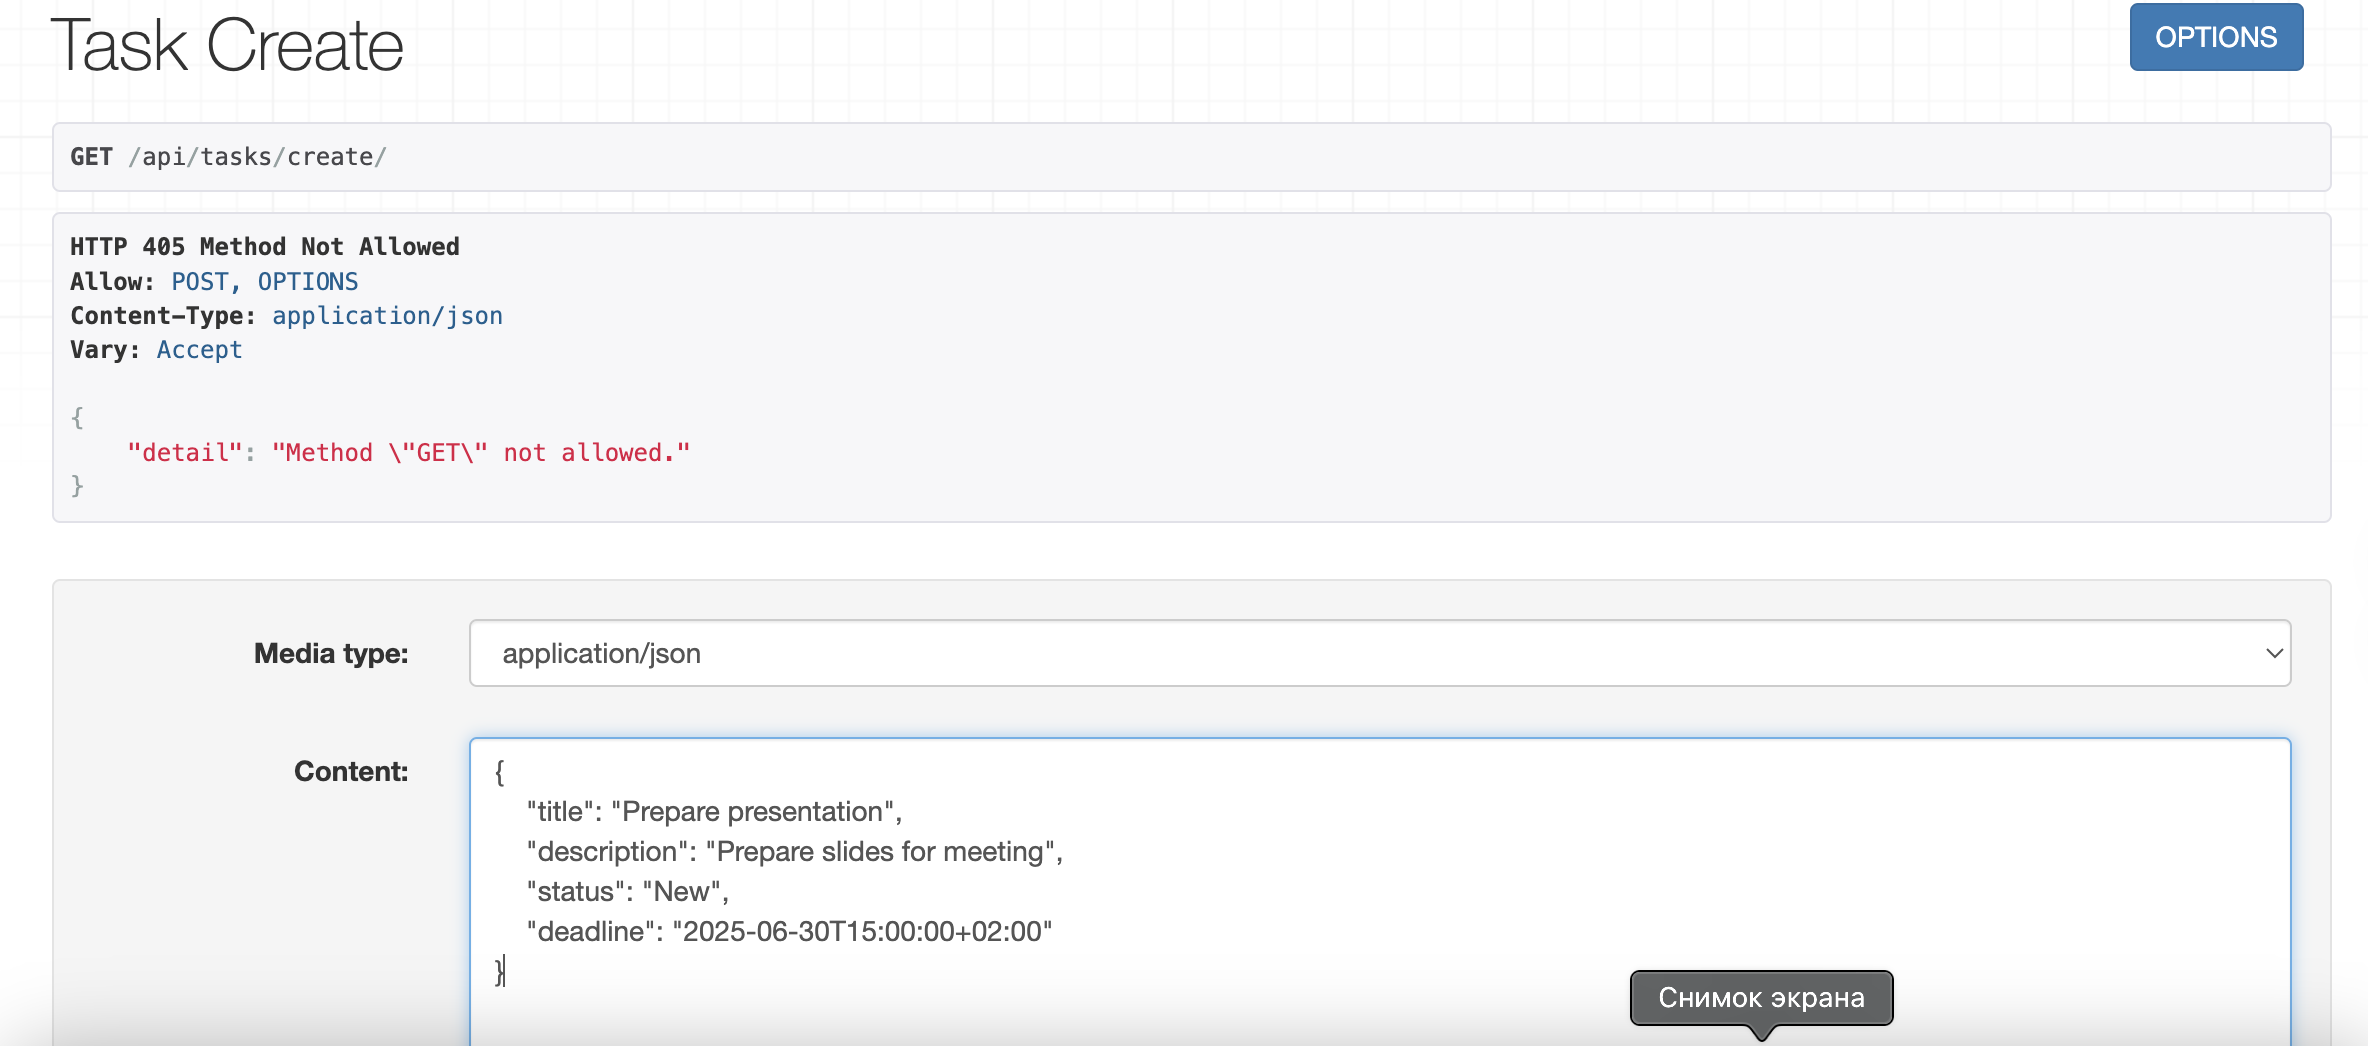 Task Create
OPTIONS
GET /api/tasks/create/
HTTP 405 Method Not Allowed
Allow: POST, OPTIONS
Content-Type: application/json
Vary: Accept
{
    "detail": "Method \"GET\" not allowed."
}
Media type:
application/json
Content:
{
    "title": "Prepare presentation",
    "description": "Prepare slides for meeting",
    "status": "New",
    "deadline": "2025-06-30T15:00:00+02:00"
}
Снимок экрана